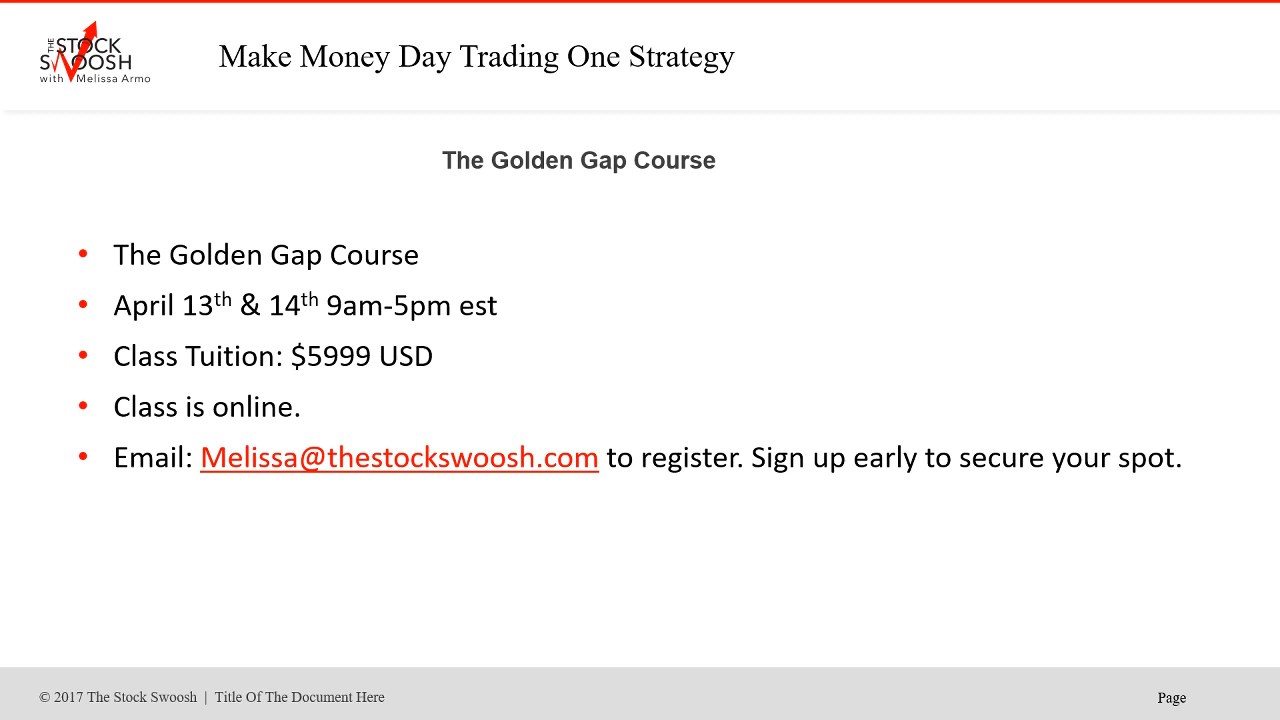 THE STOCK SWOOSH with Melissa Armo
Make Money Day Trading One Strategy
The Golden Gap Course
• The Golden Gap Course
• April 13th & 14th 9am-5pm est
• Class Tuition: $5999 USD
• Class is online.
• Email: Melissa@thestockswoosh.com to register. Sign up early to secure your spot.
© 2017 The Stock Swoosh | Title Of The Document Here
Page